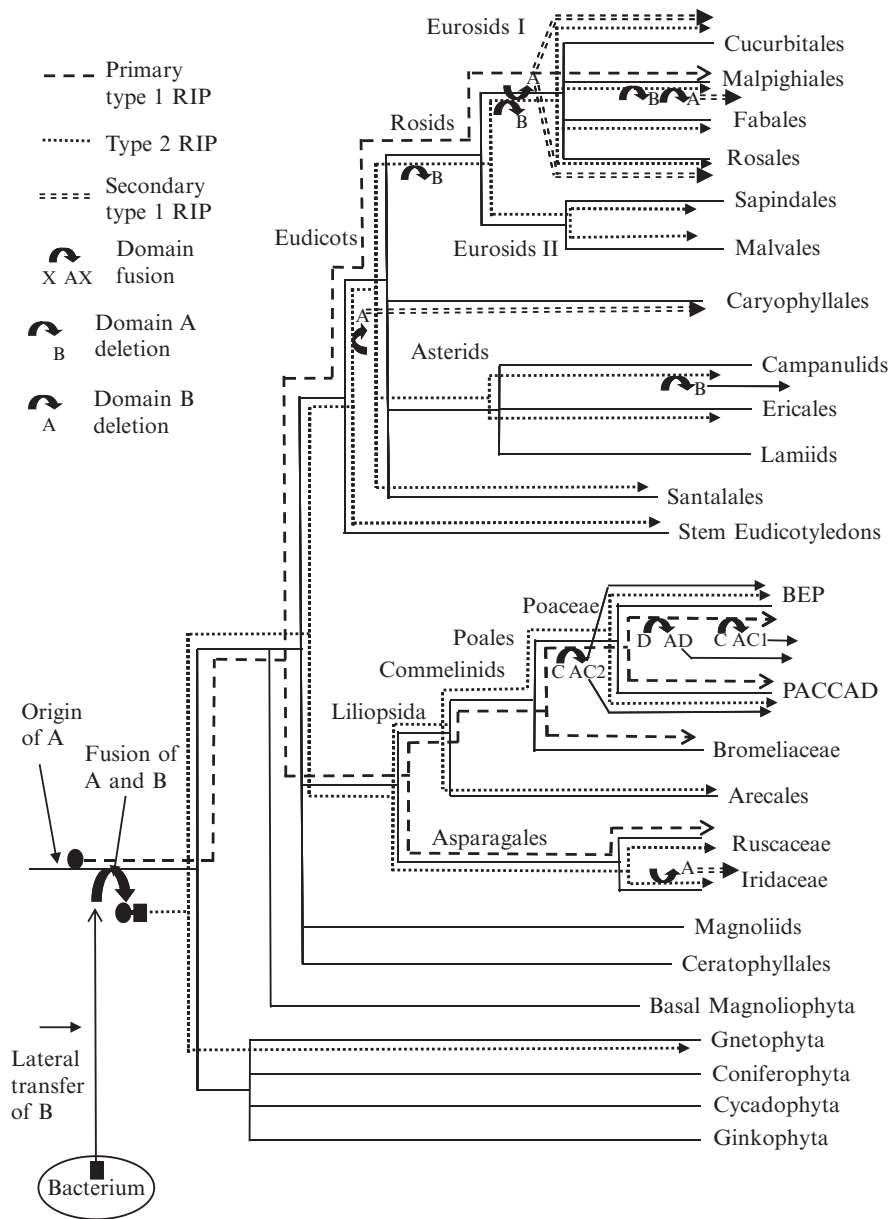 Primary
type 1 RIP
Type 2 RIP
Secondary
type 1 RIP
X AX
Domain
fusion
B
Domain A
deletion
A
Domain B
deletion
Eurosids I
Cucurbitales
A
Malpighiales
B A
B
Rosids
Fabales
B
Rosales
Sapindales
Eudicots
Eurosids II
Malvales
Caryophyllales
A
Asterids
Campanulids
B
Ericales
Lamiids
Santalales
Stem Eudicotyledons
Poaceae
BEP
Poales
D AD C AC1
Commelinids
C AC2
PACCAD
Liliopsida
Bromeliaceae
Arecales
Asparagales
Ruscaceae
A
Iridaceae
Origin
of A
Fusion of
A and B
Magnoliids
Ceratophyllales
Basal Magnoliophyta
Gnetophyta
Lateral
transfer
of B
Coniferophyta
Cycadophyta
Ginkophyta
Bacterium